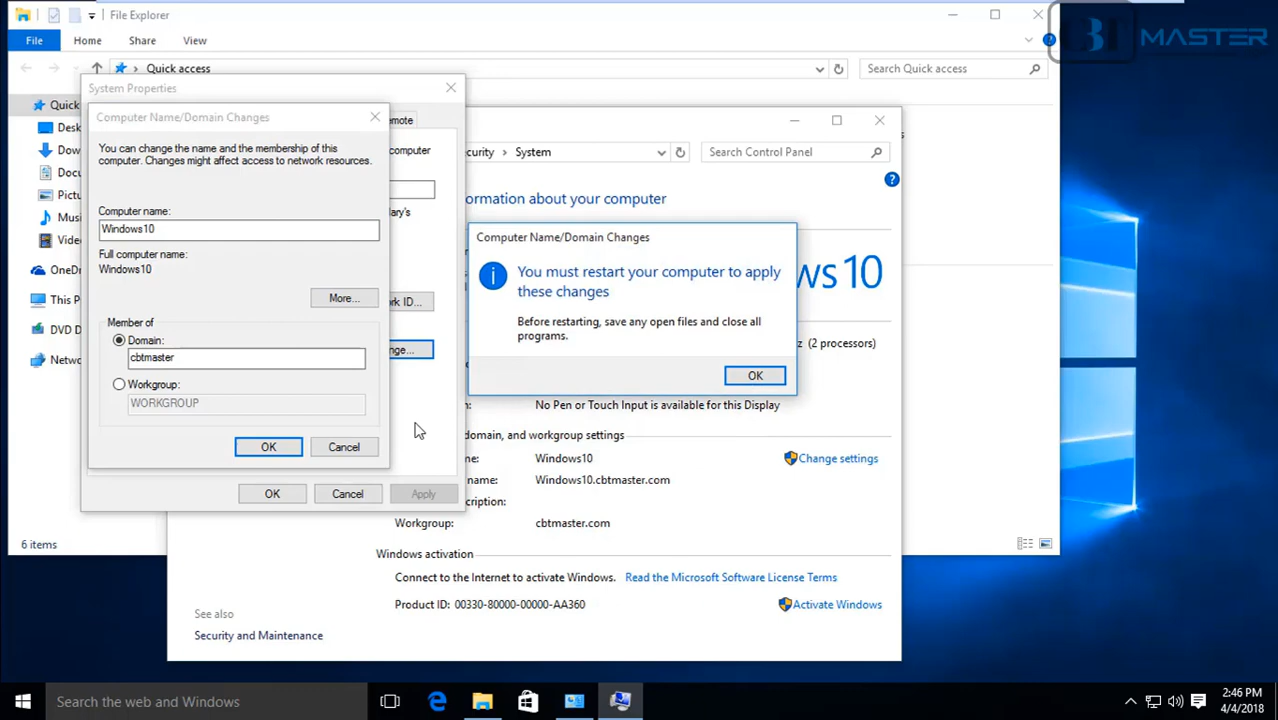 File Explorer
MASTER
File Home Share View
Quick access
Search Quick access
System Properties
Quick
Desk
Dow
Docu
Pictu
Musi
Vide
OneDr
This P
DVD D
Netwo
6 items
Computer Name/Domain Changes
You can change the name and the membership of this
computer. Changes might affect access to network resources.
Computer name:
Windows10
Full computer name:
Windows10
More...
Member of
Domain:
cbtmaster
Workgroup:
WORKGROUP
OK Cancel
emote
computer
ary's
rk ID...
nge...
OK Cancel Apply
curity System
Search Control Panel
ormation about your computer
ws 10
Computer Name/Domain Changes
You must restart your computer to apply
these changes
Before restarting, save any open files and close all
programs.
OK
z (2 processors)
No Pen or Touch Input is available for this Display
domain, and workgroup settings
me: Windows10
Change settings
name: Windows10.cbtmaster.com
cription:
Workgroup: cbtmaster.com
Windows activation
Connect to the Internet to activate Windows. Read the Microsoft Software License Terms
Product ID: 00330-80000-00000-AA360
Activate Windows
See also
Security and Maintenance
Search the web and Windows
2:46 PM
4/4/2018